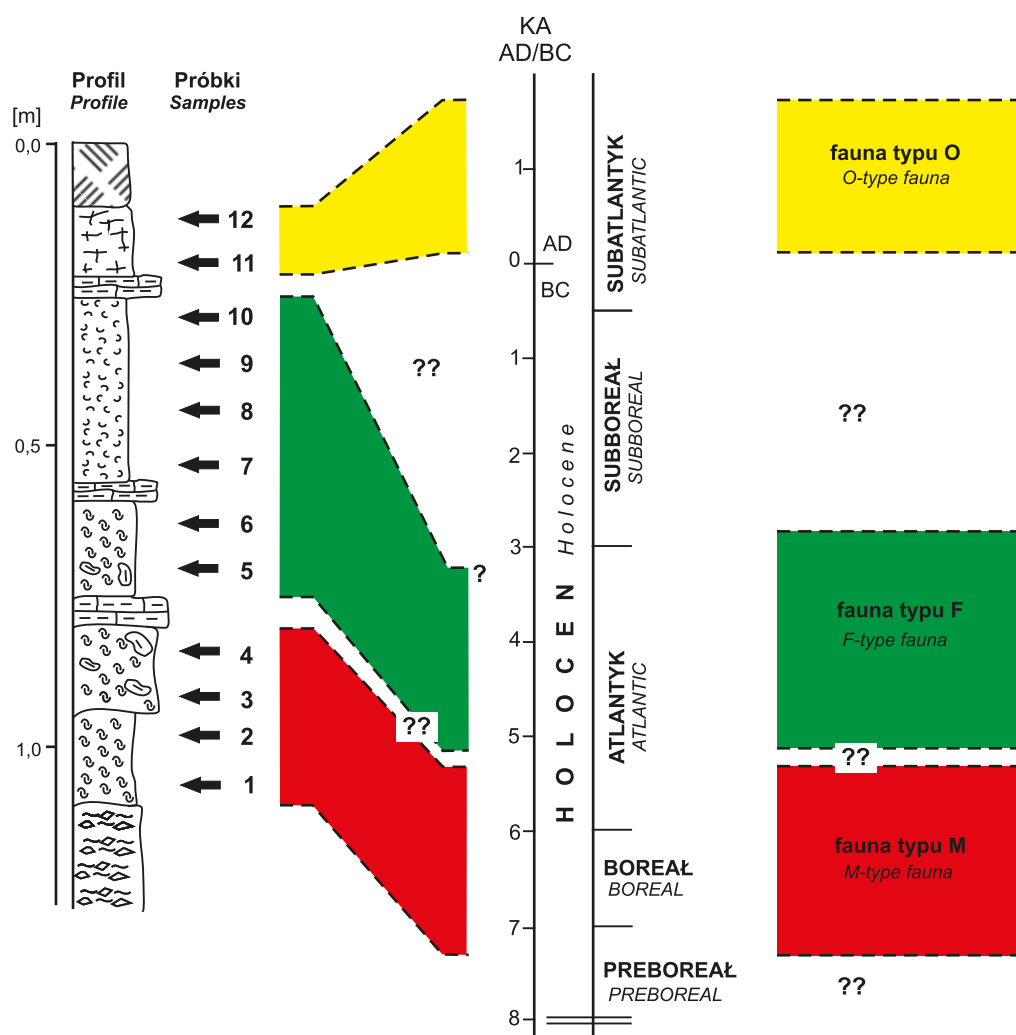 KA
AD/BC
Profil
Profile
Próbki
Samples
[m]
0,0
0,5
1,0
12
11
10
9
8
7
6
5
4
3
2
1
??
?
??
1
0
AD
BC
1
2
3
4
5
6
7
8
HOLOCEN Holocene
SUBATLANTYK
SUBATLANTIC
SUBBOREAŁ
SUBBOREAL
ATLANTYK
ATLANTIC
BOREAŁ
BOREAL
PREBOREAŁ
PREBOREAL
fauna typu O
O-type fauna
??
fauna typu F
F-type fauna
??
fauna typu M
M-type fauna
??